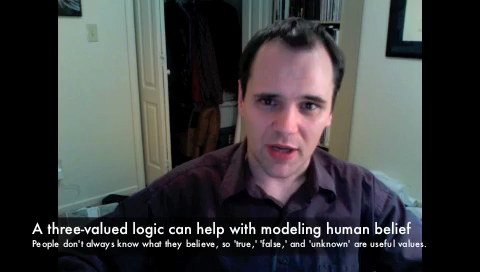 A three-valued logic can help with modeling human belief
People don't always know what they believe, so 'true,' 'false,' and 'unknown' are useful values.